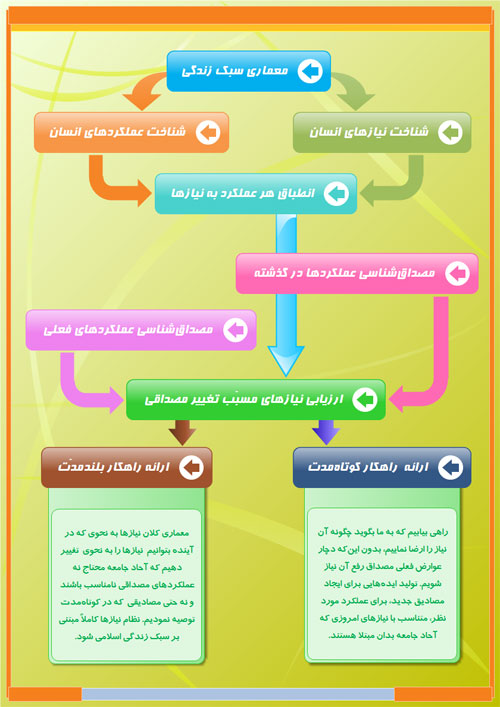 معماری سبک زندگی
شناخت نیازهای انسان
شناخت عملکردهای انسان
انطباق هر عملکرد به نیازها
مصداق‌شناسی عملکردها در گذشته
مصداق‌شناسی عملکردهای فعلی
ارزیابی نیازهای مسبّب تغییر مصداقی
ارائه راهکار کوتاه‌مدت
راهی بیابیم که به ما بگوید چگونه آن
نیاز را ارضا نماییم، بدون این‌که دچار
عوارض فعلی مصداق رفع آن نیاز
شویم. تولید ایده‌هایی برای ایجاد
مصادیق جدید، برای عملکرد مورد
نظر، متناسب با نیازهای امروزی که
آحاد جامعه بدان مبتلا هستند.
ارائه راهکار بلندمدّت
معماری کلان نیازها به نحوی که در
آینده بتوانیم نیازها را به نحوی تغییر
دهیم که آحاد جامعه محتاج نه
عملکردهای مصداقی نامناسب باشند
و نه حتی مصادیقی که در کوتاه‌مدت
توصیه نمودیم. نظام نیازها کاملاً مبتنی
بر سبک زندگی اسلامی شود.